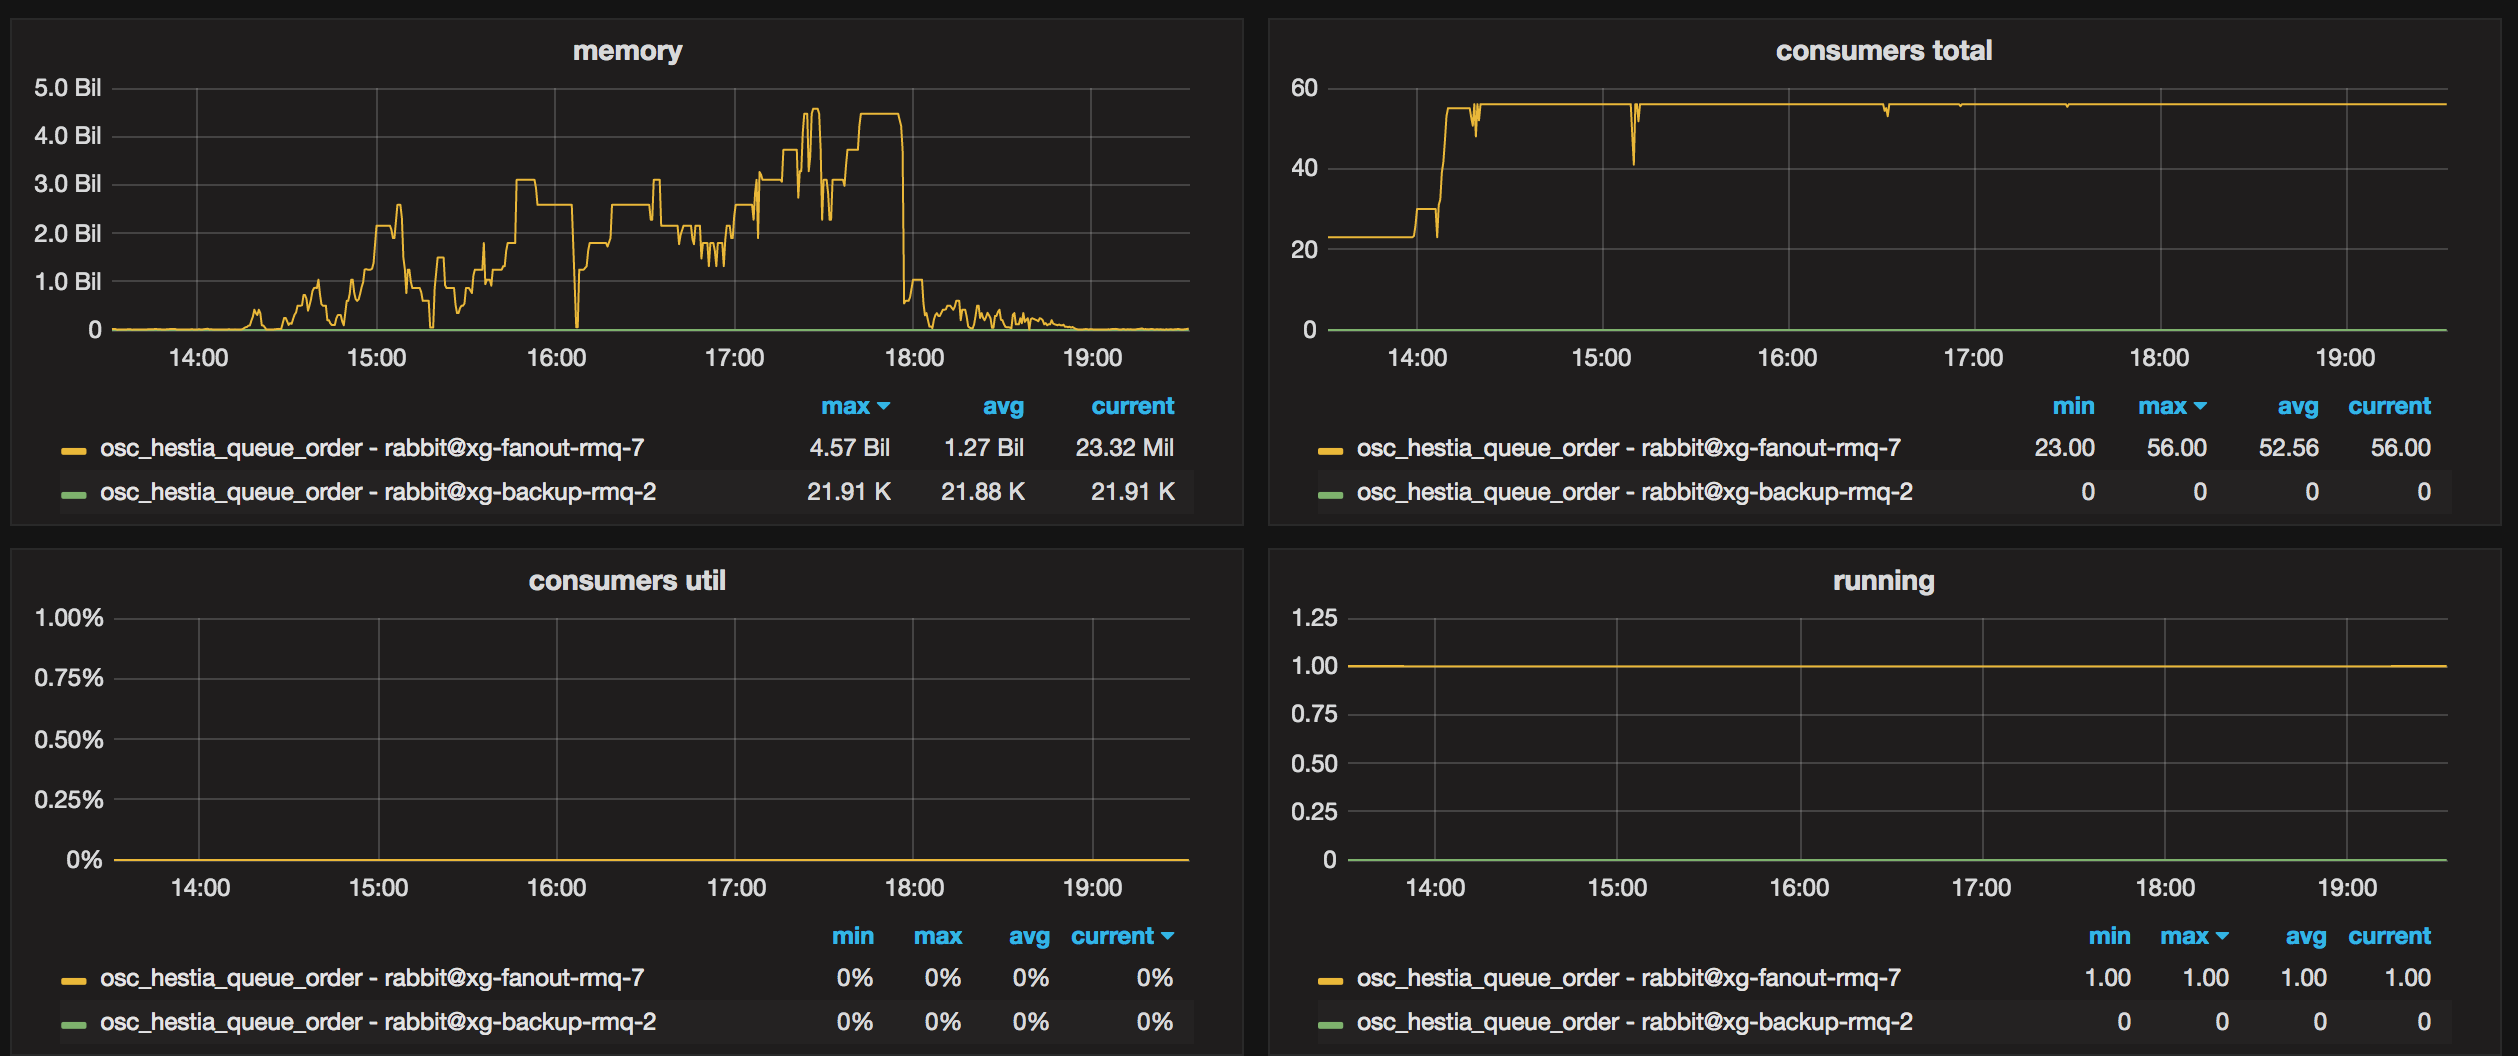 memory
5.0 Bil
4.0 Bil
3.0 Bil
2.0 Bil
1.0 Bil
0
14:00 15:00 16:00 17:00 18:00 19:00
max avg current
osc_hestia_queue_order - rabbit@xg-fanout-rmq-7 4.57 Bil 1.27 Bil 23.32 Mil
osc_hestia_queue_order - rabbit@xg-backup-rmq-2 21.91 K 21.88 K 21.91 K
consumers total
60
40
20
0
14:00 15:00 16:00 17:00 18:00 19:00
min max avg current
osc_hestia_queue_order - rabbit@xg-fanout-rmq-7 23.00 56.00 52.56 56.00
osc_hestia_queue_order - rabbit@xg-backup-rmq-2 0 0 0 0
consumers util
1.00%
0.75%
0.50%
0.25%
0%
14:00 15:00 16:00 17:00 18:00 19:00
min max avg current
osc_hestia_queue_order - rabbit@xg-fanout-rmq-7 0% 0% 0% 0%
osc_hestia_queue_order - rabbit@xg-backup-rmq-2 0% 0% 0% 0%
running
1.25
1.00
0.75
0.50
0.25
0
14:00 15:00 16:00 17:00 18:00 19:00
min max avg current
osc_hestia_queue_order - rabbit@xg-fanout-rmq-7 1.00 1.00 1.00 1.00
osc_hestia_queue_order - rabbit@xg-backup-rmq-2 0 0 0 0